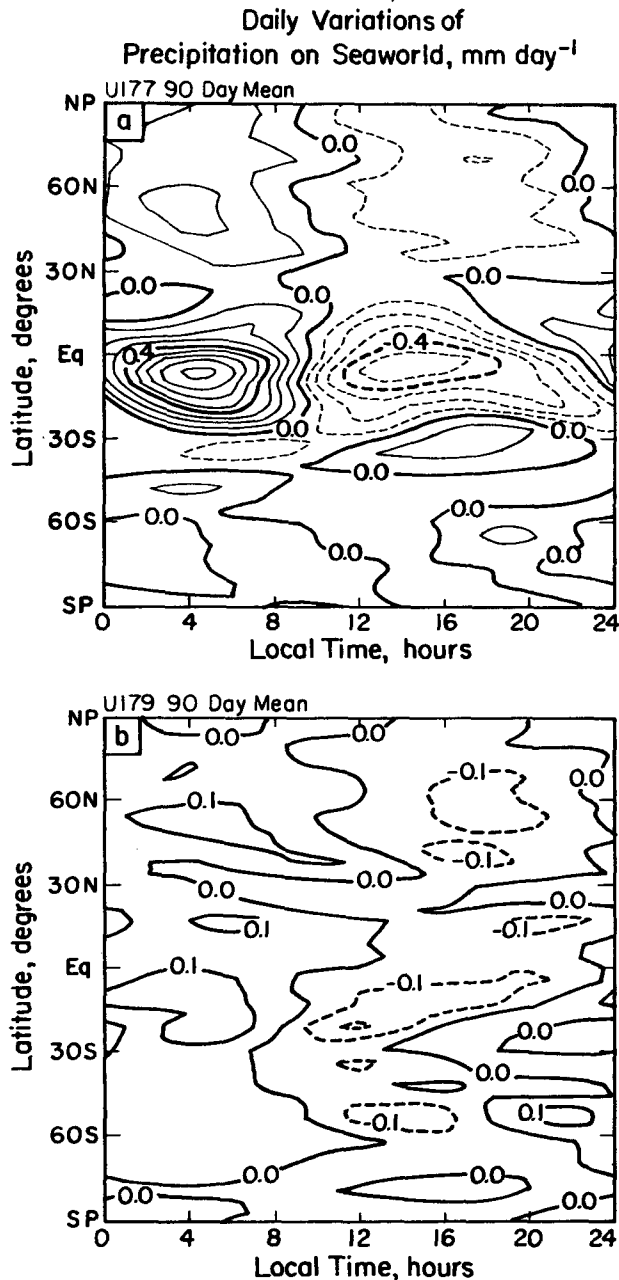 Daily Variations of
Precipitation on Seaworld, mm day⁻¹
U177 90 Day Mean
a
NP
60N
30N
Eq
30S
60S
SP
Latitude, degrees
0.0
0.0
0.0
0.0
0.0
0.4
-0.4
0.0
0.0
0.0
0.0
0.0
0.0
0.0
0 4 8 12 16 20 24
Local Time, hours
U179 90 Day Mean
b
NP
60N
30N
Eq
30S
60S
SP
Latitude, degrees
0.0
0.0
-0.1
0.0
0.1
-0.1
0.0
0.0
0.0
0.1
-0.1
0.1
-0.1
0.0
0.0
-0.1
0.1
0.0
0.0
0.0
0.0
0 4 8 12 16 20 24
Local Time, hours